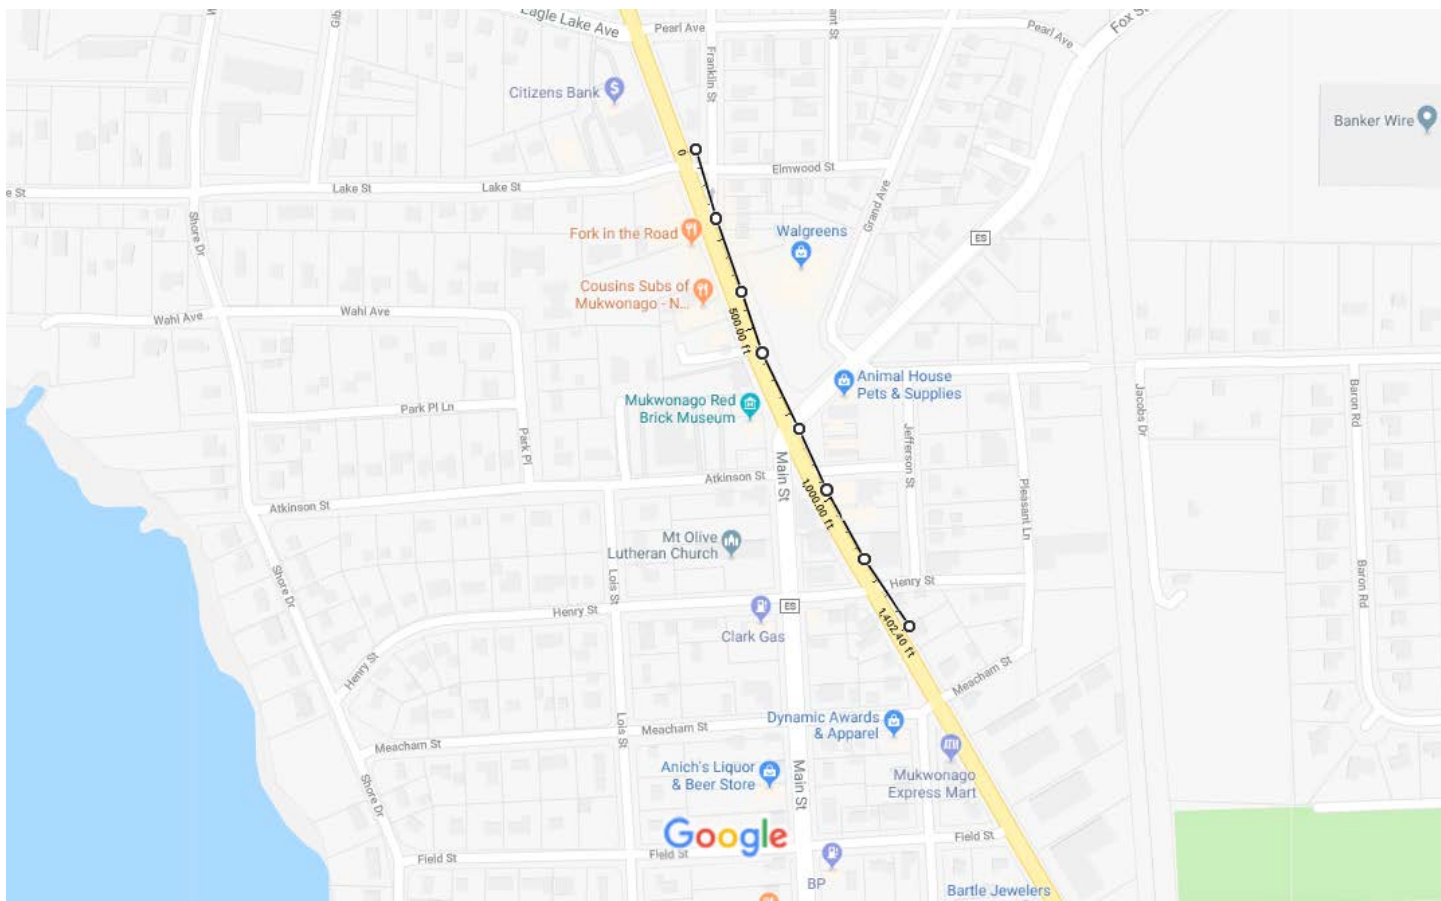 Eagle Lake Ave
Pearl Ave
Pearl Ave
Fox St
Franklin St
Citizens Bank
Banker Wire
Elmwood St
Lake St
Lake St
e St
Shore Dr
Grand Ave
Fork in the Road
Walgreens
ES
Cousins Subs of
Mukwonago - N...
Wahl Ave
Wahl Ave
0
500.00 ft
Animal House
Pets & Supplies
Mukwonago Red
Brick Museum
Park Pl Ln
Park Pl
Jacobs Dr
Baron Rd
Jefferson St
Main St
Atkinson St
Atkinson St
1,000.00 ft
Pleasant Ln
Mt Olive
Lutheran Church
Shore Dr
Lois St
Henry St
Baron Rd
Henry St
ES
Clark Gas
1,402.40 ft
Henry St
Meacham St
Dynamic Awards
& Apparel
Meacham St
Meacham St
Lois St
ATM
Mukwonago
Express Mart
Anich's Liquor
& Beer Store
Main St
Shore Dr
Google
Field St
Field St
Field St
BP
Bartle Jewelers